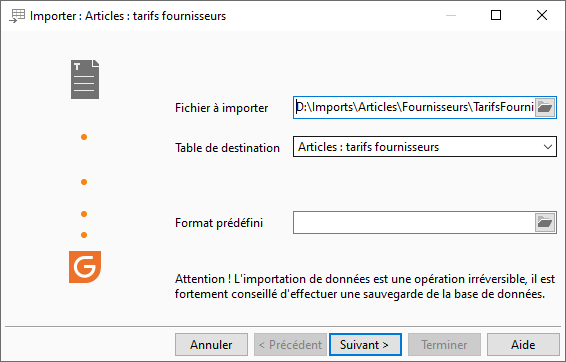 Importer : Articles : tarifs fournisseurs
Fichier à importer
D:\Imports\Articles\Fournisseurs\TarifsFourni
Table de destination
Articles : tarifs fournisseurs
Format prédéfini
Attention ! L'importation de données est une opération irréversible, il est
fortement conseillé d'effectuer une sauvegarde de la base de données.
Annuler
< Précédent
Suivant >
Terminer
Aide